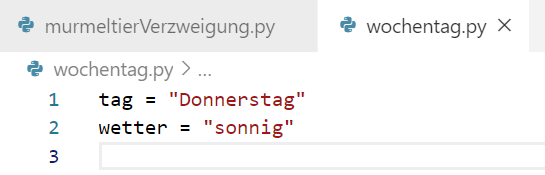 murmeltierVerzweigung.py
wochentag.py
wochentag.py > ...
1 tag = "Donnerstag"
2 wetter = "sonnig"
3